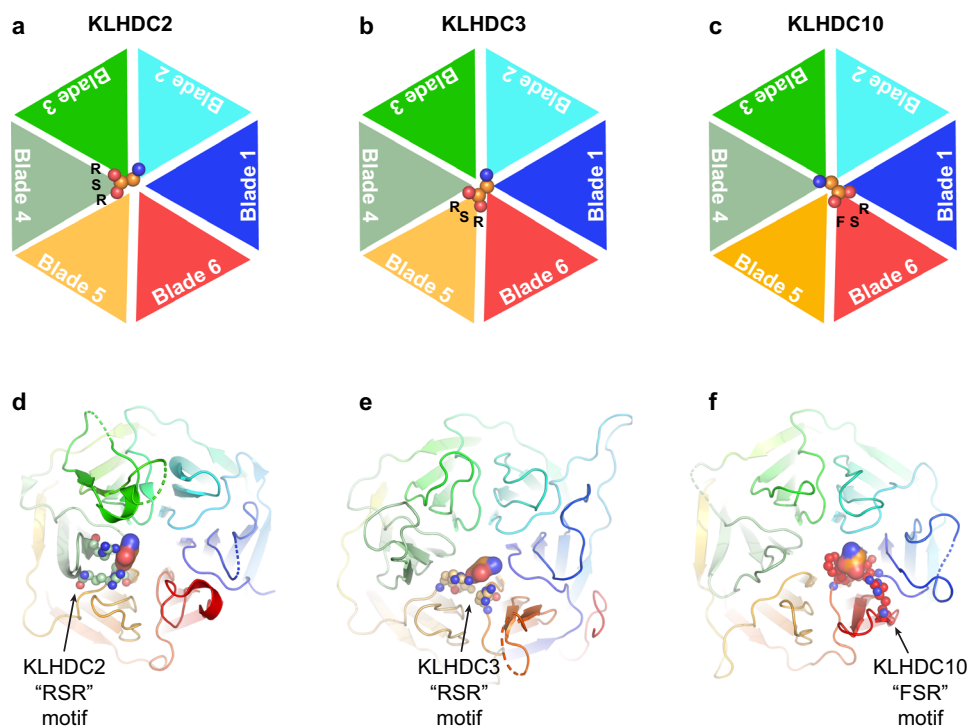 a
KLHDC2
Blade 3
Blade 2
Blade 4
Blade 1
R
S
R
Blade 5
Blade 6
b
KLHDC3
Blade 3
Blade 2
Blade 4
Blade 1
R
S
R
Blade 5
Blade 6
c
KLHDC10
Blade 3
Blade 2
Blade 4
Blade 1
R
F S
Blade 5
Blade 6
d
KLHDC2
“RSR”
motif
e
KLHDC3
“RSR”
motif
f
KLHDC10
“FSR”
motif